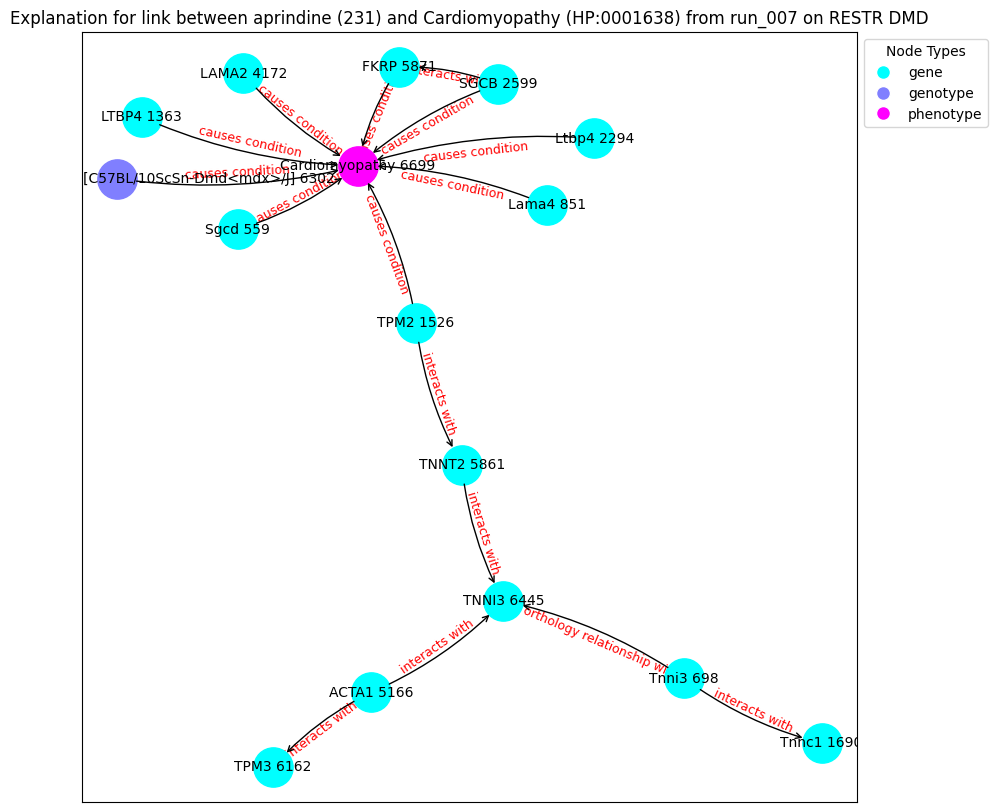 Explanation for link between aprindine (231) and Cardiomyopathy (HP:0001638) from run_007 on RESTR DMD
Node Types
gene
genotype
phenotype
FKRP 5871
LAMA2 4172
interacts with
SGCB 2599
causes condition
causes condition
causes condition
LTBP4 1363
causes condition
Ltbp4 2294
causes condition
Cardiomyopathy 6699
causes condition
[C57BL/10ScSn-Dmd<mdx>/J] 6302
causes condition
causes condition
Lama4 851
Sgcd 559
causes condition
TPM2 1526
interacts with
TNNT2 5861
interacts with
TNNI3 6445
orthology relationship
interacts with
Tnni3 698
ACTA1 5166
interacts with
interacts with
Tnnc1 1690
TPM3 6162